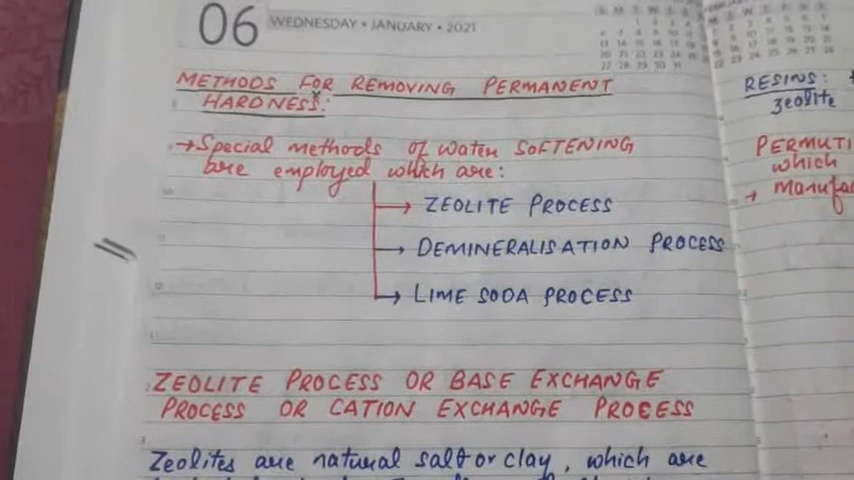 06 WEDNESDAY • JANUARY • 2021
METHODS FOR REMOVING PERMANENT
HARDNESS:
→ Special methods of water SOFTENING
are employed which are:
→ ZEOLITE PROCESS
→ DEMINERALISATION PROCESS
→ LIME SODA PROCESS
ZEOLITE PROCESS OR BASE EXCHANGE
PROCESS OR CATION EXCHANGE PROCESS
Zeolites are natural salt or clay, which are
RESINS:
zeolite
PERMUTI
which
→ manufa